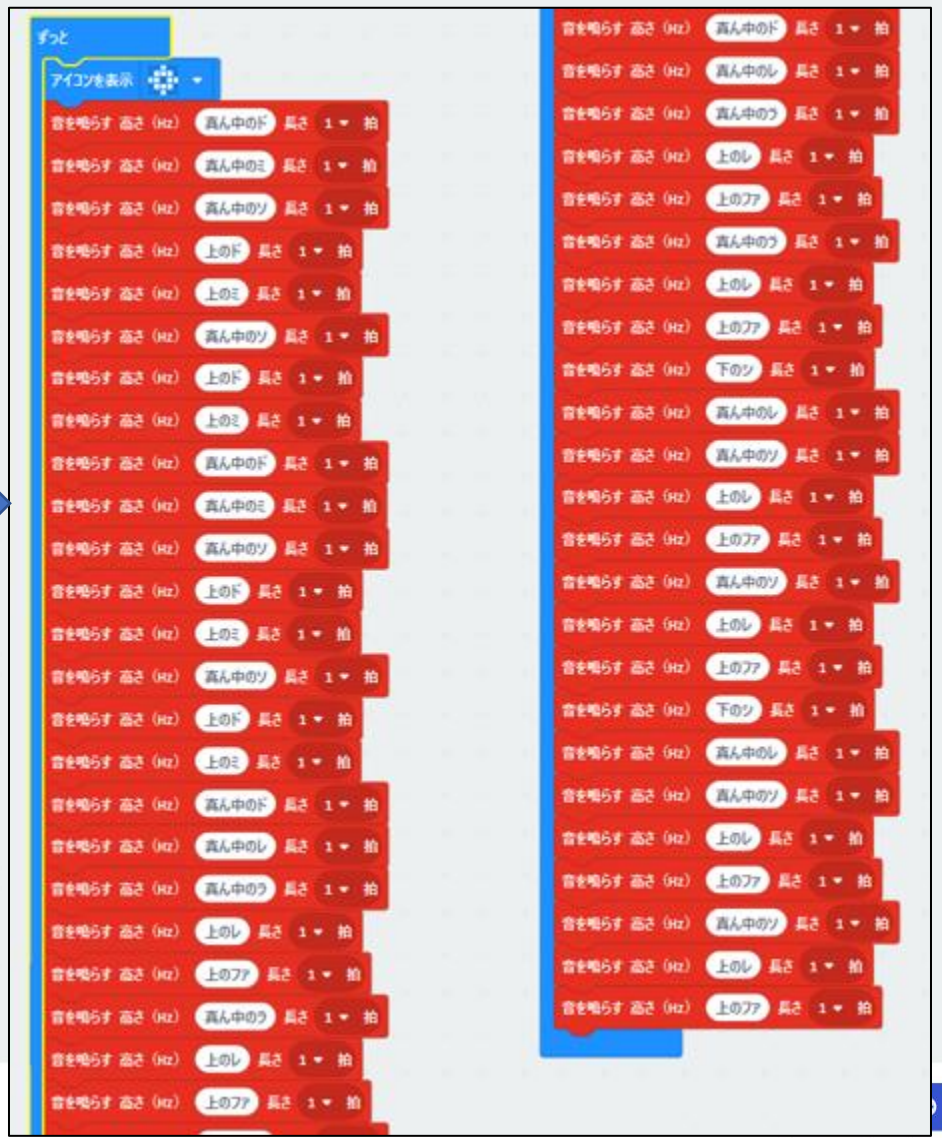 ずっと
アイコンを表示
音を鳴らす 高さ (Hz) 真ん中のド 長さ 1 拍
音を鳴らす 高さ (Hz) 真ん中のミ 長さ 1 拍
音を鳴らす 高さ (Hz) 真ん中のソ 長さ 1 拍
音を鳴らす 高さ (Hz) 上のド 長さ 1 拍
音を鳴らす 高さ (Hz) 上のミ 長さ 1 拍
音を鳴らす 高さ (Hz) 真ん中のソ 長さ 1 拍
音を鳴らす 高さ (Hz) 上のド 長さ 1 拍
音を鳴らす 高さ (Hz) 上のミ 長さ 1 拍
音を鳴らす 高さ (Hz) 真ん中のド 長さ 1 拍
音を鳴らす 高さ (Hz) 真ん中のミ 長さ 1 拍
音を鳴らす 高さ (Hz) 真ん中のソ 長さ 1 拍
音を鳴らす 高さ (Hz) 上のド 長さ 1 拍
音を鳴らす 高さ (Hz) 上のミ 長さ 1 拍
音を鳴らす 高さ (Hz) 真ん中のソ 長さ 1 拍
音を鳴らす 高さ (Hz) 上のド 長さ 1 拍
音を鳴らす 高さ (Hz) 上のミ 長さ 1 拍
音を鳴らす 高さ (Hz) 真ん中のド 長さ 1 拍
音を鳴らす 高さ (Hz) 真ん中のレ 長さ 1 拍
音を鳴らす 高さ (Hz) 真ん中のラ 長さ 1 拍
音を鳴らす 高さ (Hz) 上のレ 長さ 1 拍
音を鳴らす 高さ (Hz) 上のファ 長さ 1 拍
音を鳴らす 高さ (Hz) 真ん中のラ 長さ 1 拍
音を鳴らす 高さ (Hz) 上のレ 長さ 1 拍
音を鳴らす 高さ (Hz) 上のファ 長さ 1 拍
音を鳴らす 高さ (Hz) 真ん中のド 長さ 1 拍
音を鳴らす 高さ (Hz) 真ん中のレ 長さ 1 拍
音を鳴らす 高さ (Hz) 真ん中のラ 長さ 1 拍
音を鳴らす 高さ (Hz) 上のレ 長さ 1 拍
音を鳴らす 高さ (Hz) 上のファ 長さ 1 拍
音を鳴らす 高さ (Hz) 真ん中のラ 長さ 1 拍
音を鳴らす 高さ (Hz) 上のレ 長さ 1 拍
音を鳴らす 高さ (Hz) 上のファ 長さ 1 拍
音を鳴らす 高さ (Hz) 下のシ 長さ 1 拍
音を鳴らす 高さ (Hz) 真ん中のレ 長さ 1 拍
音を鳴らす 高さ (Hz) 真ん中のソ 長さ 1 拍
音を鳴らす 高さ (Hz) 上のレ 長さ 1 拍
音を鳴らす 高さ (Hz) 上のファ 長さ 1 拍
音を鳴らす 高さ (Hz) 真ん中のソ 長さ 1 拍
音を鳴らす 高さ (Hz) 上のレ 長さ 1 拍
音を鳴らす 高さ (Hz) 上のファ 長さ 1 拍
音を鳴らす 高さ (Hz) 下のシ 長さ 1 拍
音を鳴らす 高さ (Hz) 真ん中のレ 長さ 1 拍
音を鳴らす 高さ (Hz) 真ん中のソ 長さ 1 拍
音を鳴らす 高さ (Hz) 上のレ 長さ 1 拍
音を鳴らす 高さ (Hz) 上のファ 長さ 1 拍
音を鳴らす 高さ (Hz) 真ん中のソ 長さ 1 拍
音を鳴らす 高さ (Hz) 上のレ 長さ 1 拍
音を鳴らす 高さ (Hz) 上のファ 長さ 1 拍